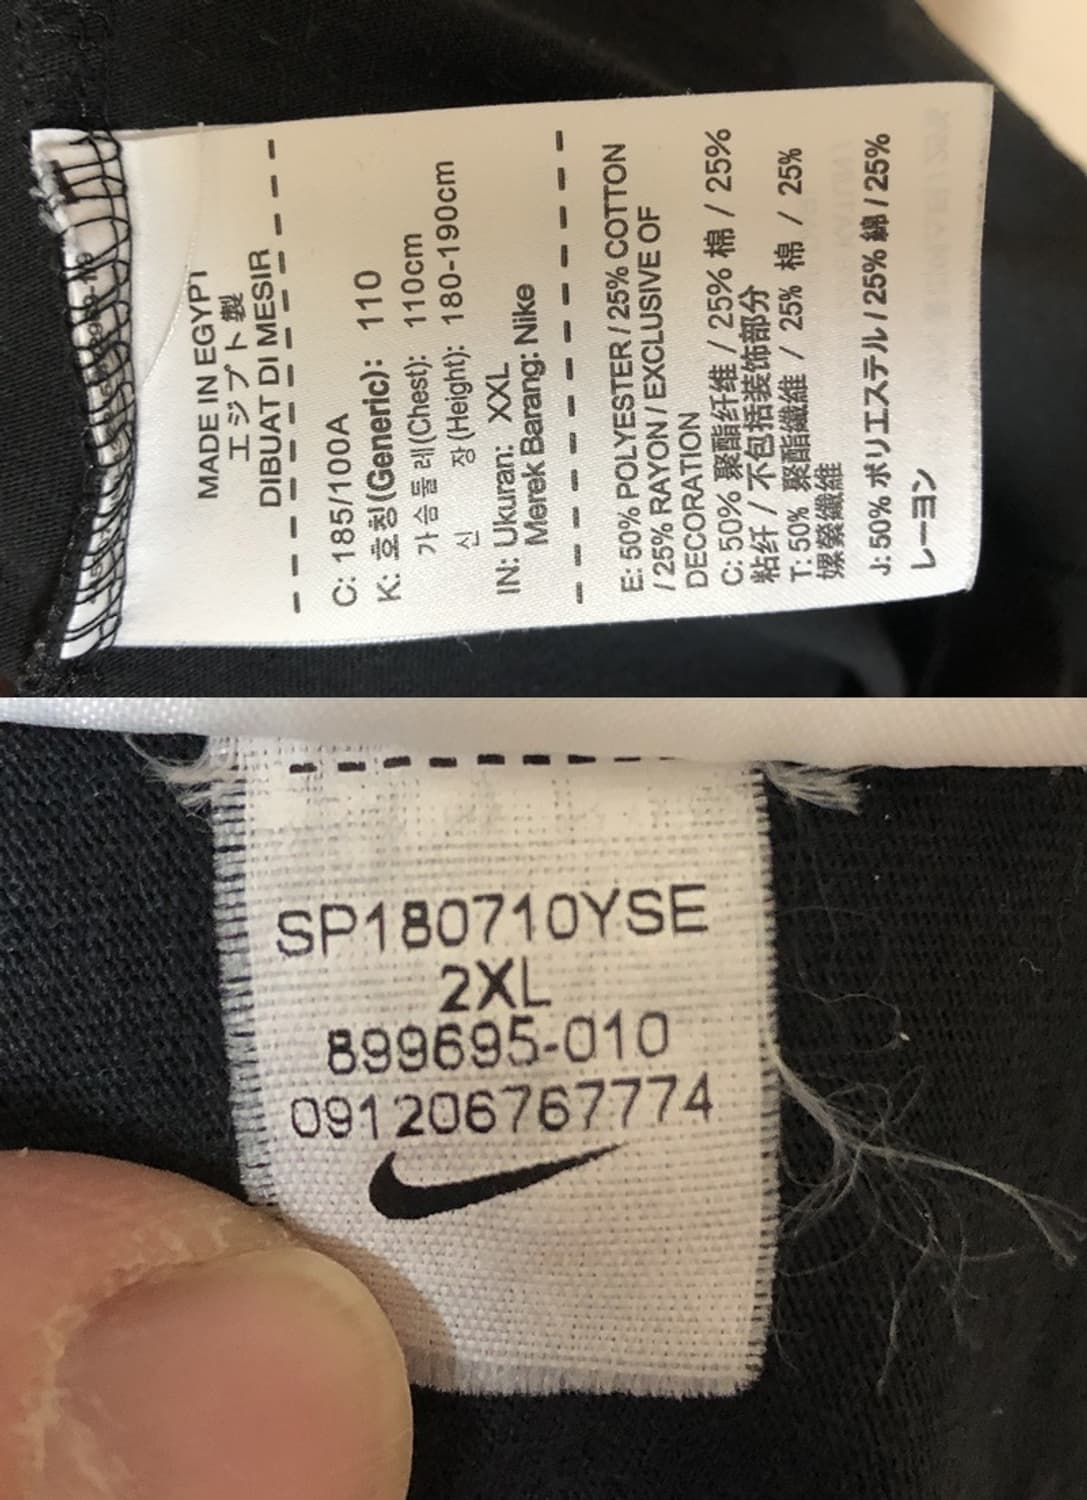 MADE IN EGYPT
エジプト製
DIBUAT DI MESIR
C: 185/100A
K: 호칭(Generic): 110
가슴둘레(Chest): 110cm
신 장(Height): 180-190cm
IN: Ukuran: XXL
Merek Barang: Nike
E: 50% POLYESTER / 25% COTTON
/ 25% RAYON / EXCLUSIVE OF
DECORATION
C: 50% 聚酯纤维 / 25% 棉 / 25%
粘纤 / 不包括装饰部分
T: 50% 聚酯纖維 / 25% 棉 / 25%
嫘縈纖維
J: 50% ポリエステル / 25% 綿 / 25%
レーヨン
SP180710YSE
2XL
899695-010
091206767774